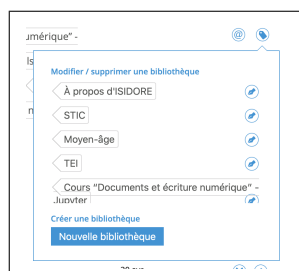 umérique" -
@
Is
Modifier / supprimer une bibliothèque
À propos d'ISIDORE
STIC
n
Moyen-âge
TEI
Cours "Documents et écriture numérique" -
Jupyter
Créer une bibliothèque
Nouvelle bibliothèque